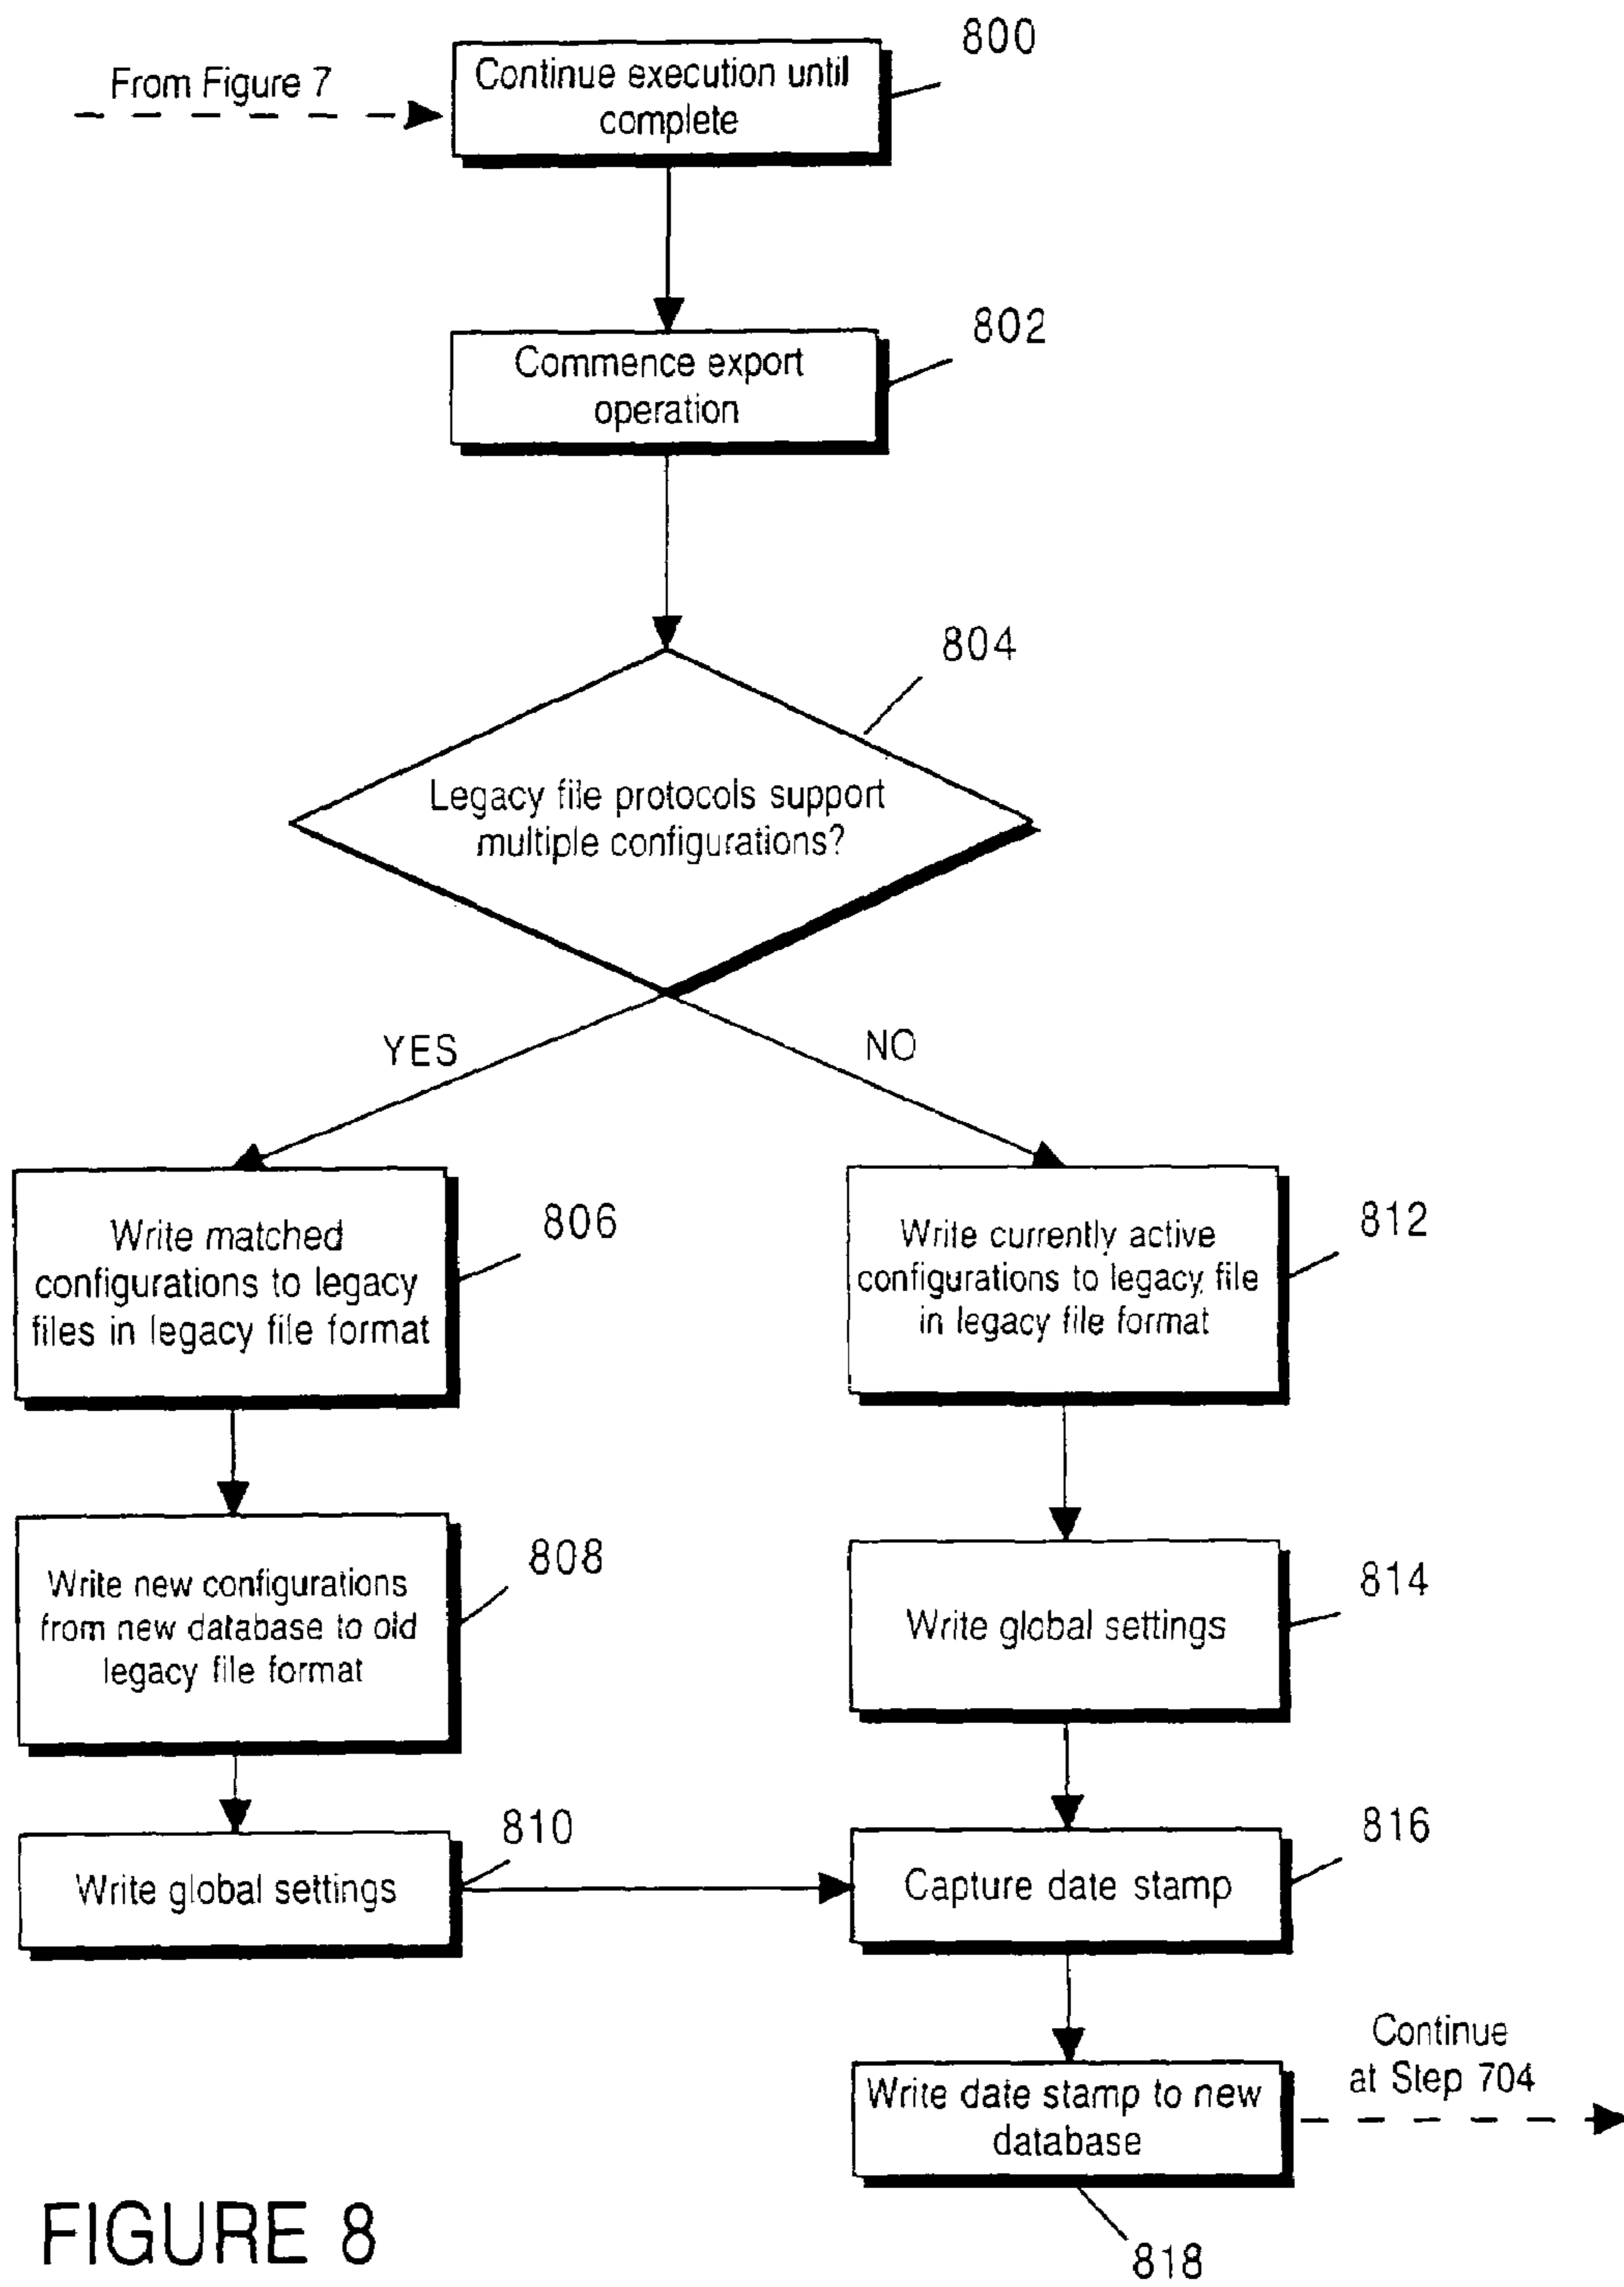 From Figure 7
Continue execution until
complete
800
Commence export
operation
802
Legacy file protocols support
multiple configurations?
804
YES
NO
Write matched
configurations to legacy
files in legacy file format
806
Write currently active
configurations to legacy file
in legacy file format
812
Write new configurations
from new database to old
legacy file format
808
Write global settings
814
Write global settings
810
Capture date stamp
816
Write date stamp to new
database
818
Continue
at Step 704
FIGURE 8